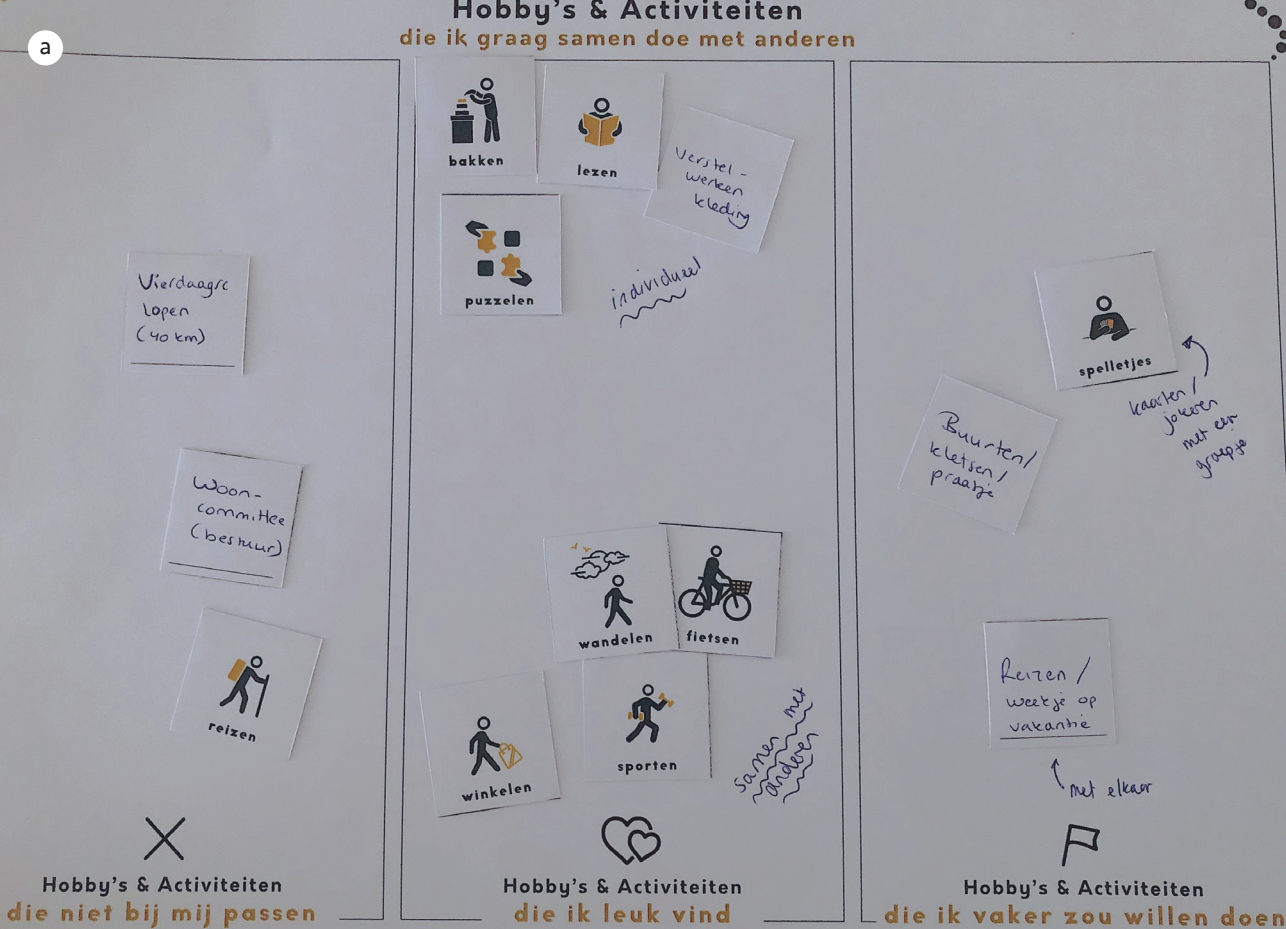 Hobby's & Activiteiten
die ik graag samen doe met anderen
a
Vierdaagse
lopen
(40 km)
Woon-
committee
(bestuur)
reizen
Hobby's & Activiteiten
die niet bij mij passen
bakken
lezen
Verstel-
werken
kleding
puzzelen
individueel
wandelen
fietsen
winkelen
sporten
samen met
anderen
Hobby's & Activiteiten
die ik leuk vind
spelletjes
kaarten/
jokeren
met een
groepje
Buurten/
kletsen/
praatje
Reizen/
weekje op
vakantie
met elkaar
Hobby's & Activiteiten
die ik vaker zou willen doen